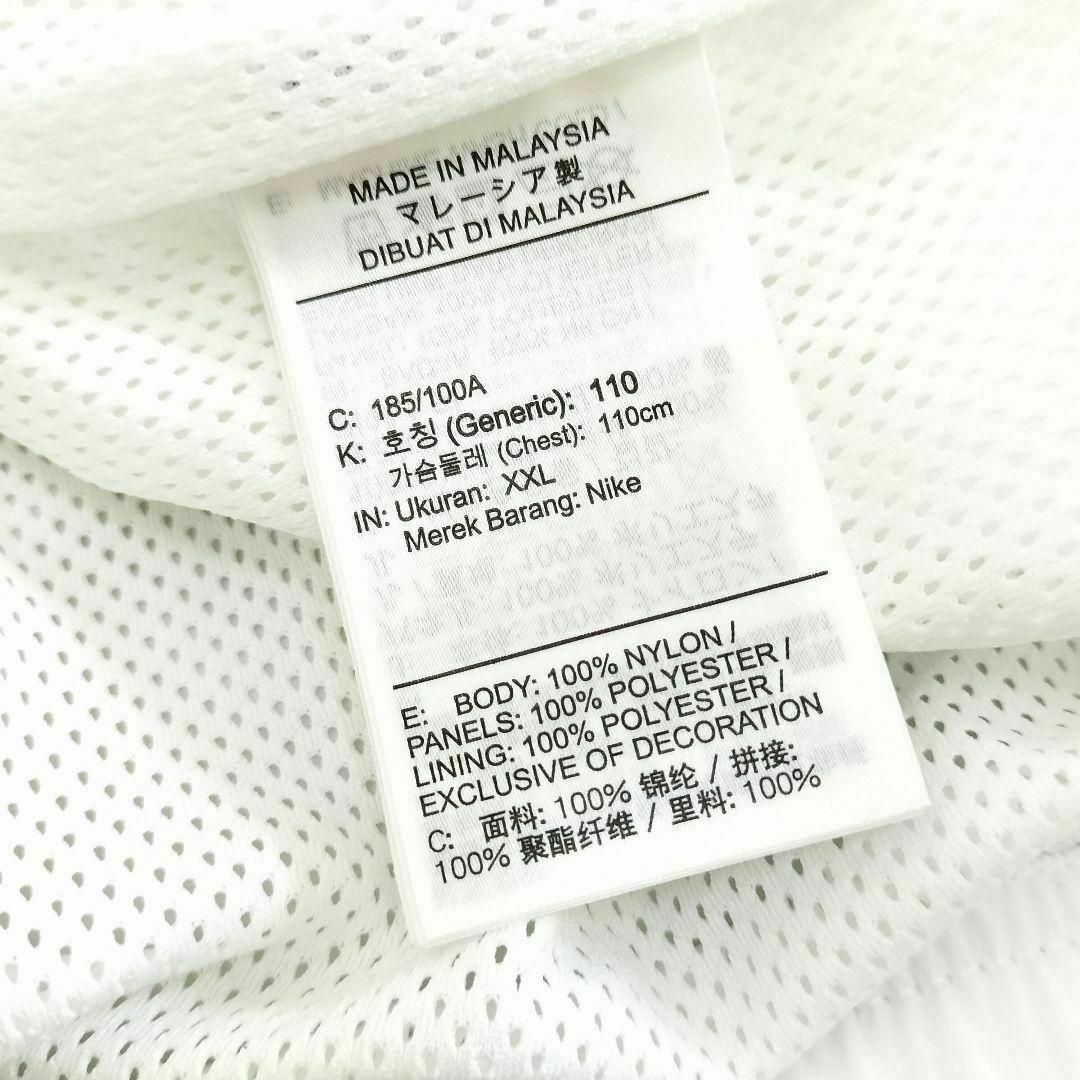 MADE IN MALAYSIA
マレーシア製
DIBUAT DI MALAYSIA
C: 185/100A
K: 호칭 (Generic): 110
가슴둘레 (Chest): 110cm
IN: Ukuran: XXL
Merek Barang: Nike
E: BODY: 100% NYLON /
PANELS: 100% POLYESTER /
LINING: 100% POLYESTER /
EXCLUSIVE OF DECORATION
C: 面料: 100% 锦纶 / 拼接:
100% 聚酯纤维 / 里料: 100%